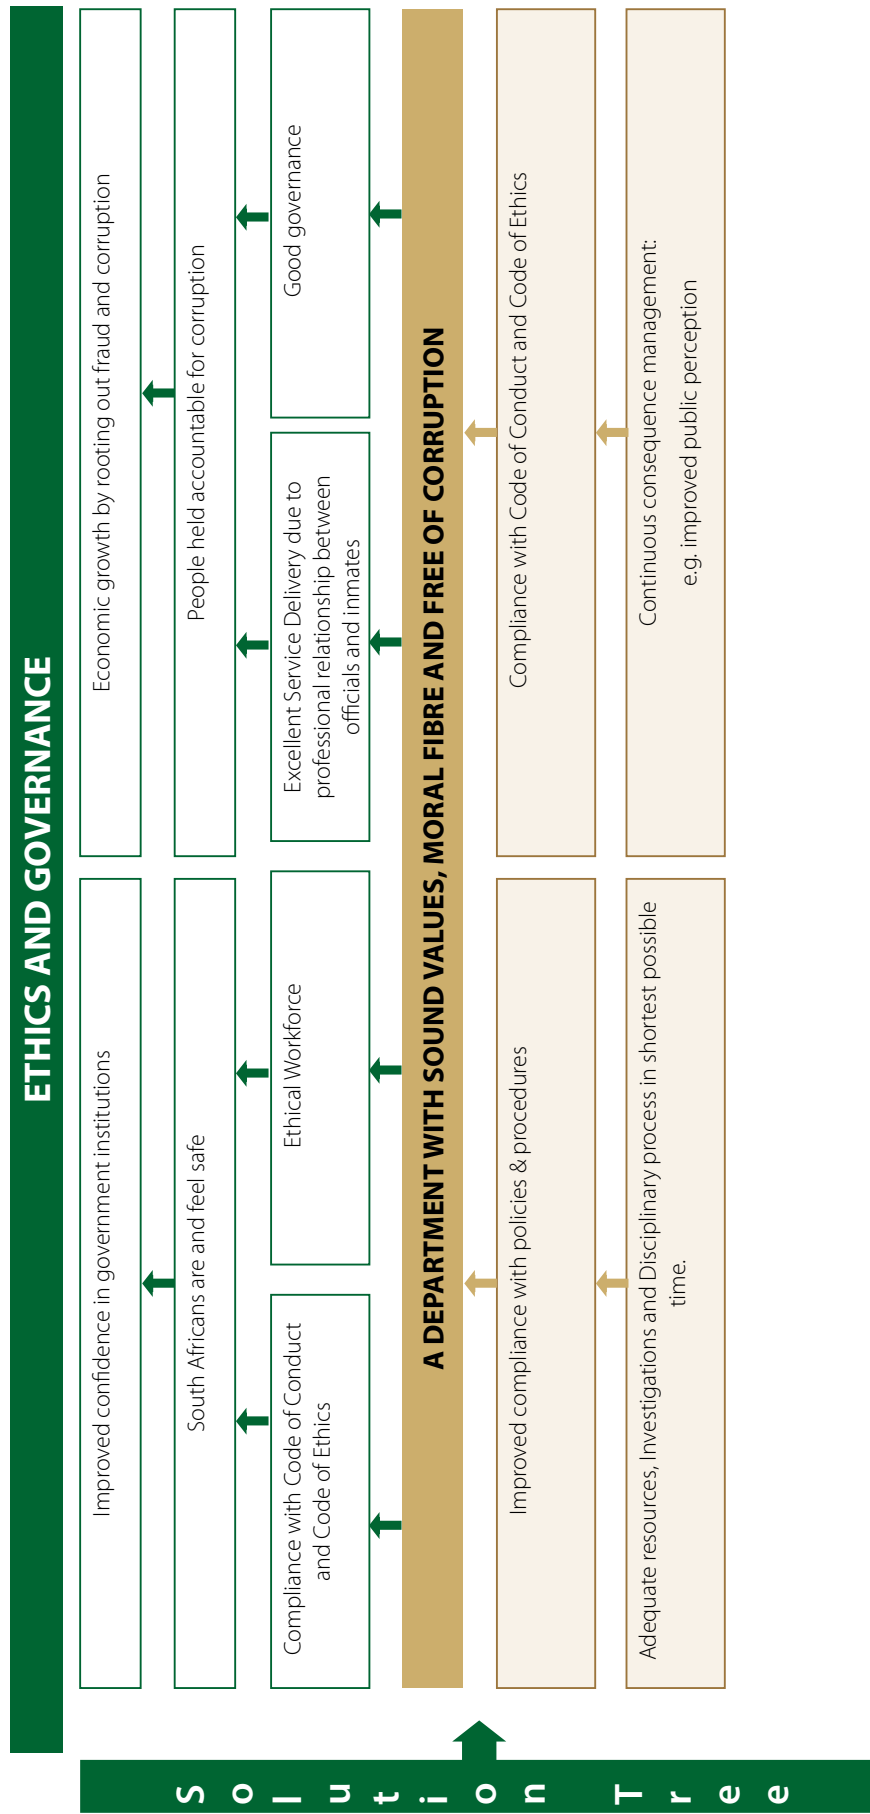 ETHICS AND GOVERNANCE
Solution Tree
Improved confidence in government institutions
Economic growth by rooting out fraud and corruption
South Africans are and feel safe
People held accountable for corruption
Compliance with Code of Conduct
and Code of Ethics
Ethical Workforce
Excellent Service Delivery due to
professional relationship between
officials and inmates
Good governance
A DEPARTMENT WITH SOUND VALUES, MORAL FIBRE AND FREE OF CORRUPTION
Improved compliance with policies & procedures
Compliance with Code of Conduct and Code of Ethics
Adequate resources, Investigations and Disciplinary process in shortest possible
time.
Continuous consequence management:
e.g. improved public perception